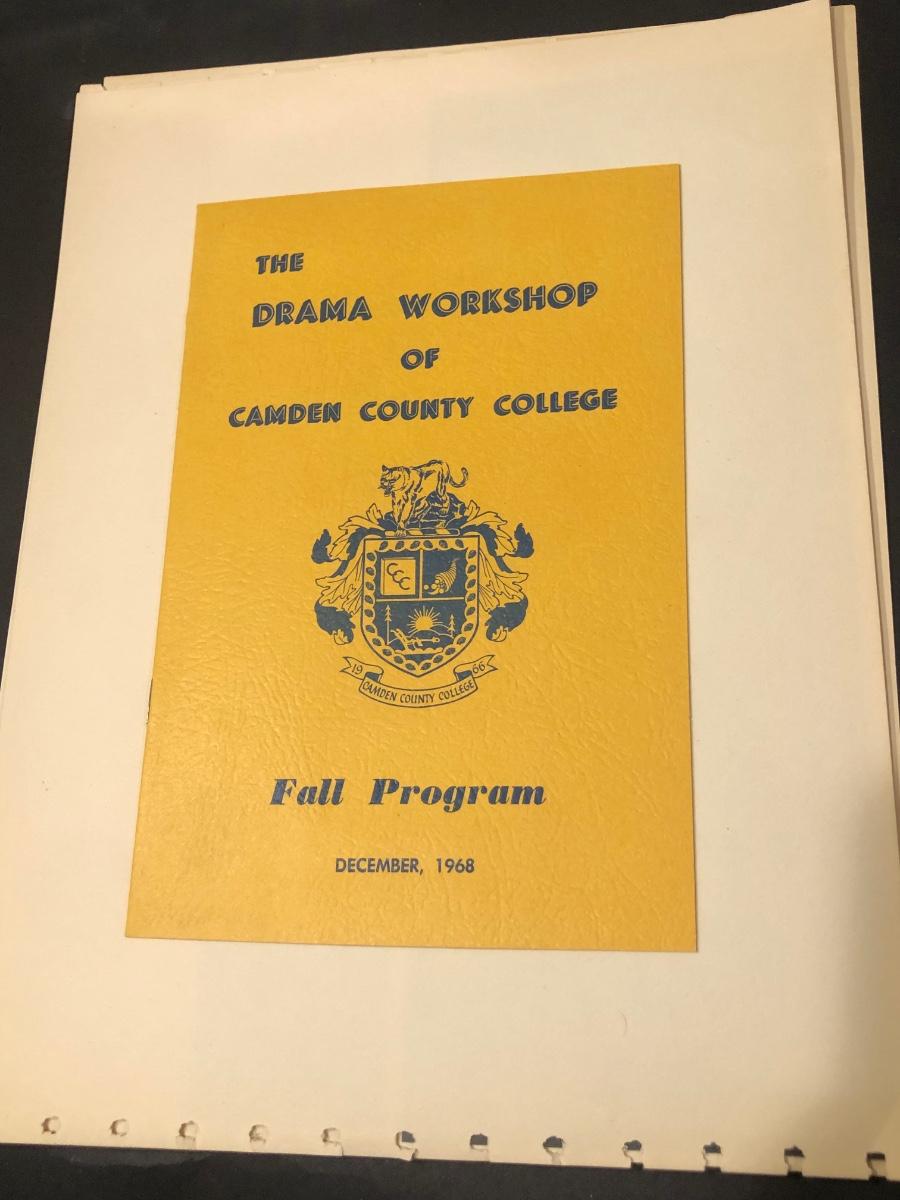 THE
DRAMA WORKSHOP
OF
CAMDEN COUNTY COLLEGE
CCC
19 66
CAMDEN COUNTY COLLEGE
Fall Program
DECEMBER, 1968